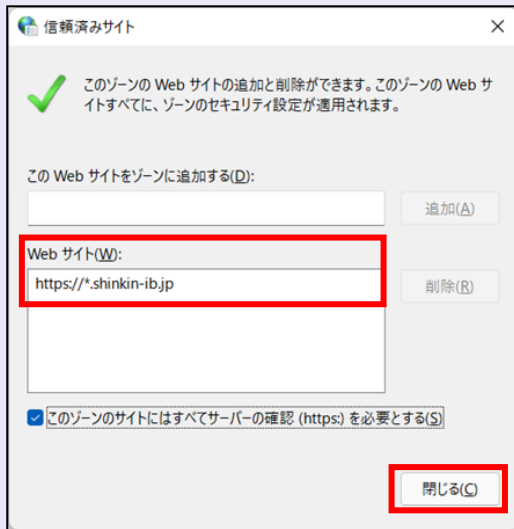 信頼済みサイト
このゾーンの Web サイトの追加と削除ができます。このゾーンの Web サ
イトすべてに、ゾーンのセキュリティ設定が適用されます。
この Web サイトをゾーンに追加する(D):
追加(A)
Web サイト(W):
https://*.shinkin-ib.jp
削除(R)
このゾーンのサイトにはすべてサーバーの確認 (https:) を必要とする(S)
閉じる(C)